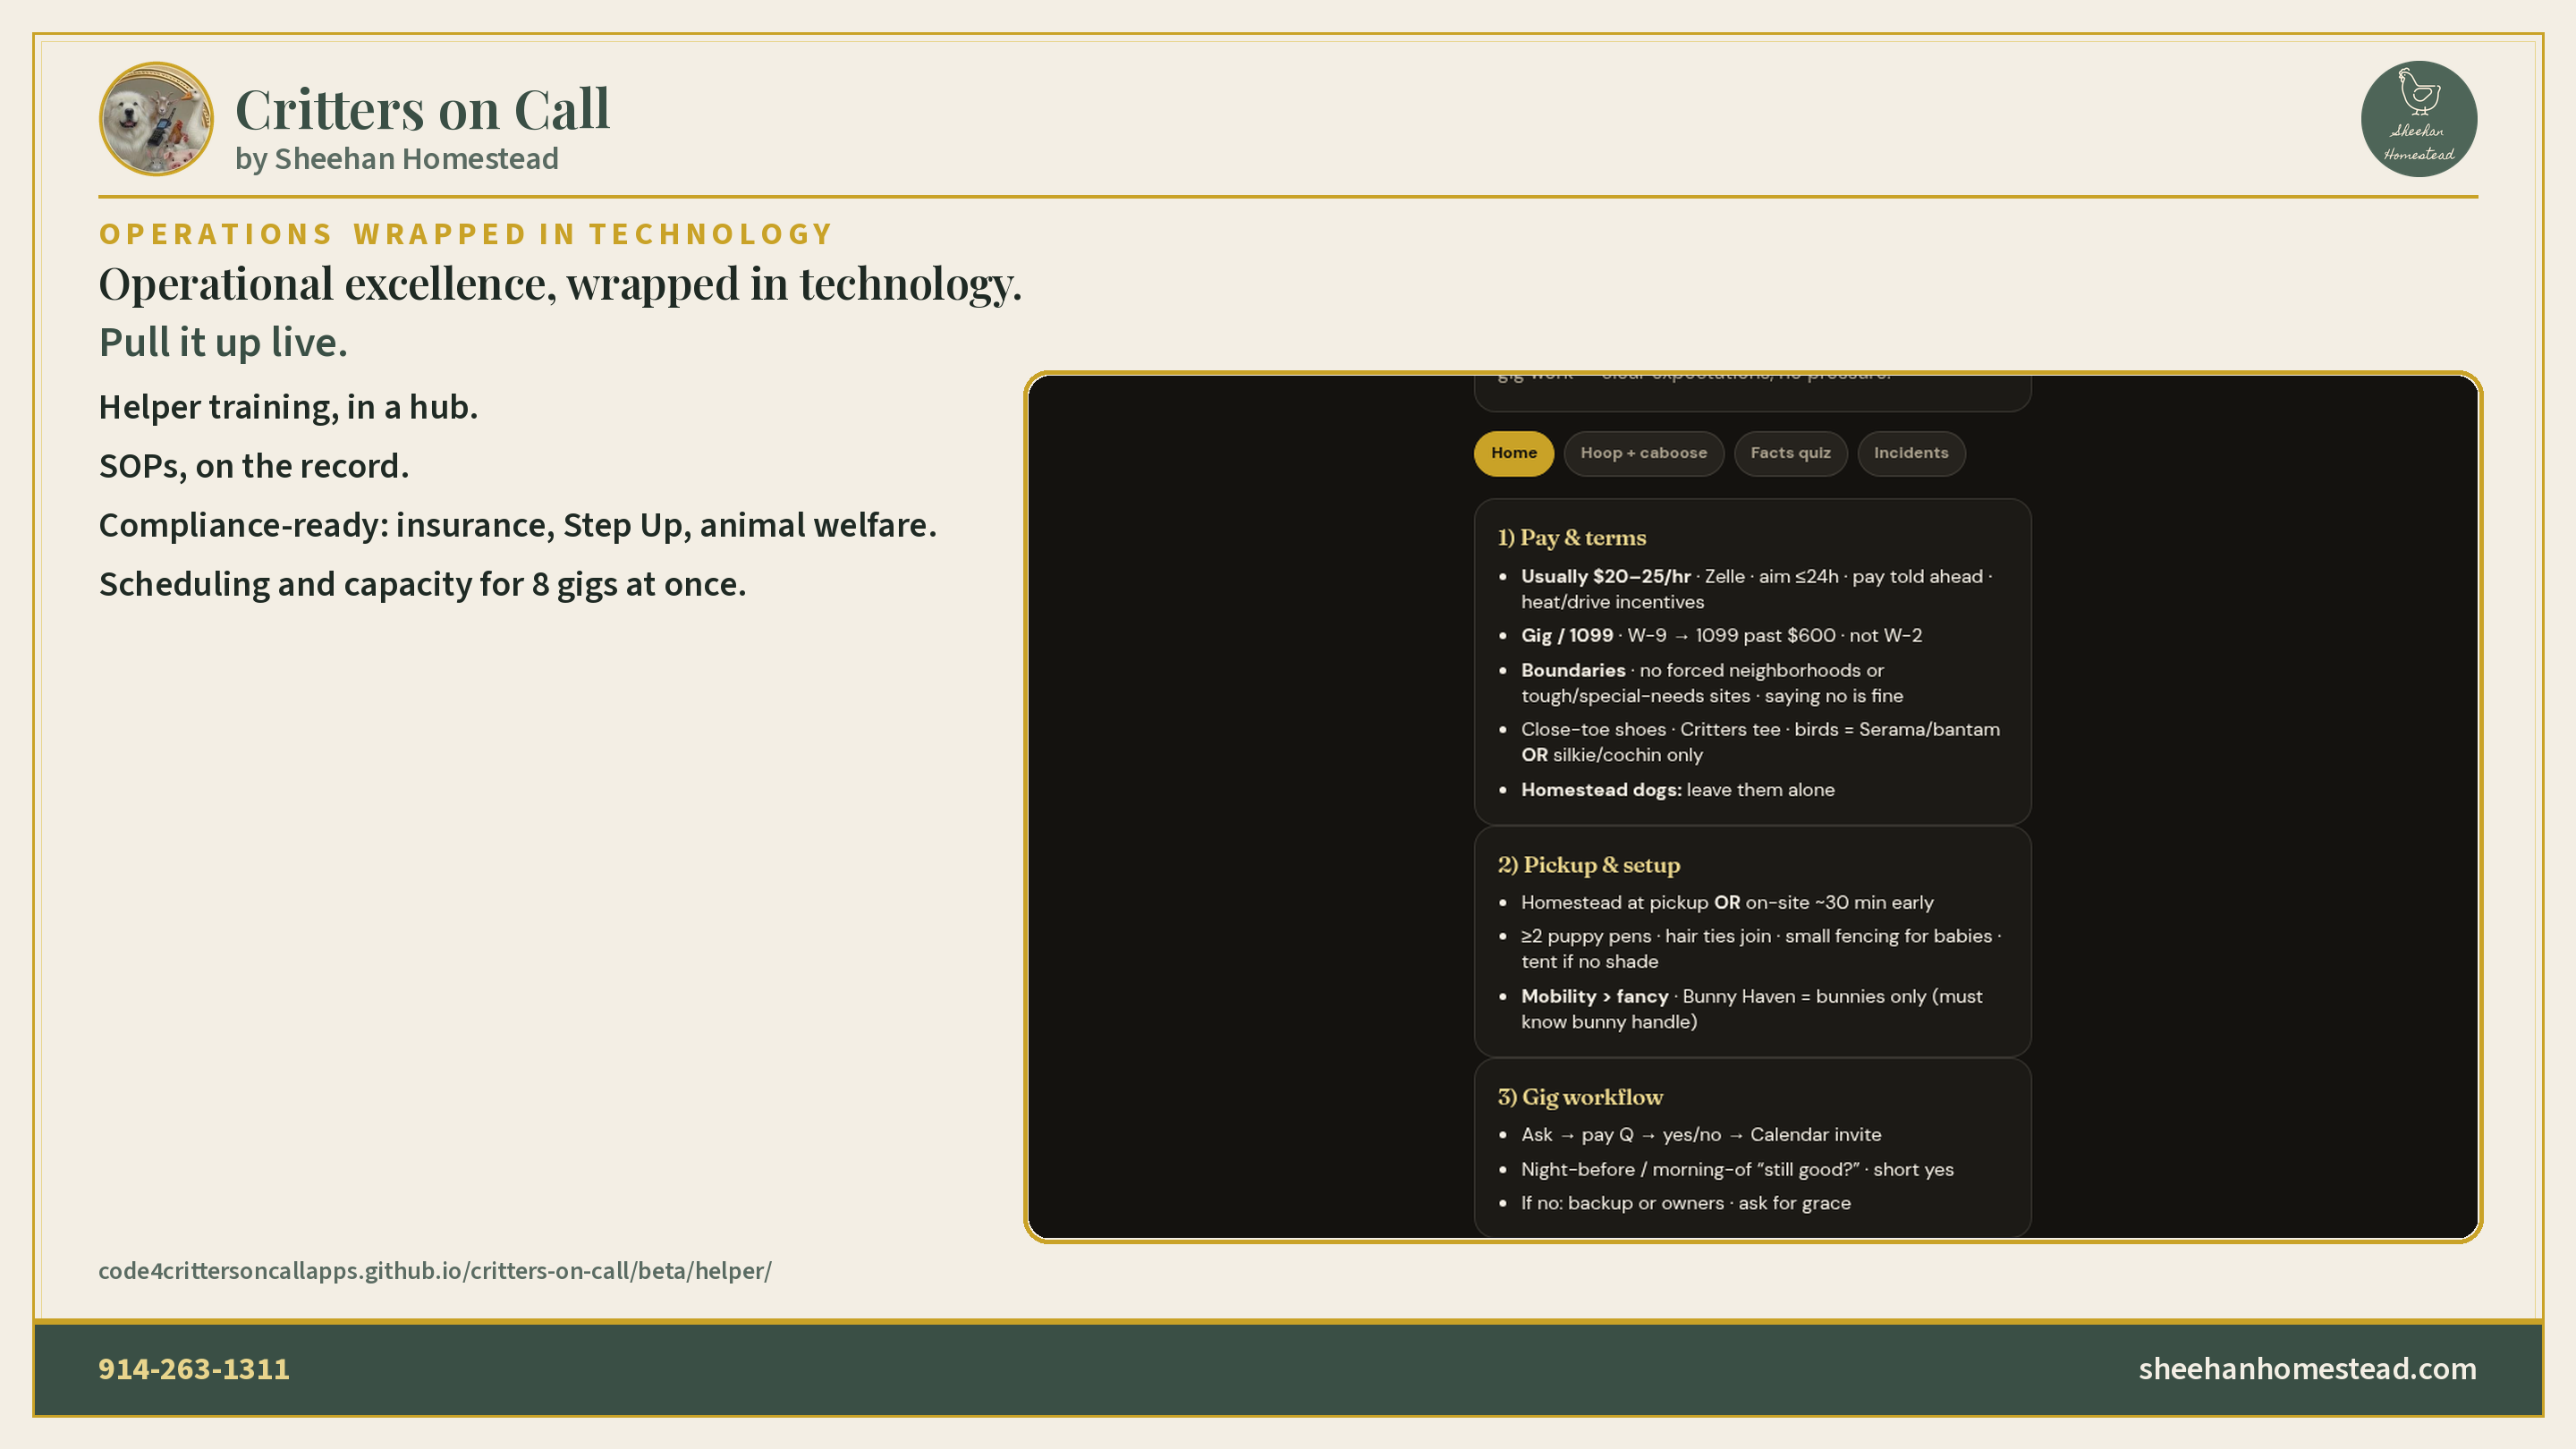 Critters on Call
by Sheehan Homestead
Sheehan
Homestead
OPERATIONS WRAPPED IN TECHNOLOGY
Operational excellence, wrapped in technology.
Pull it up live.
Helper training, in a hub.
SOPs, on the record.
Compliance-ready: insurance, Step Up, animal welfare.
Scheduling and capacity for 8 gigs at once.
gig work — clear expectations, no pressure.
Home
Hoop + caboose
Facts quiz
Incidents
1) Pay & terms
• Usually $20–25/hr · Zelle · aim ≤24h · pay told ahead ·
heat/drive incentives
• Gig / 1099 · W-9 → 1099 past $600 · not W-2
• Boundaries · no forced neighborhoods or
tough/special-needs sites · saying no is fine
• Close-toe shoes · Critters tee · birds = Serama/bantam
OR silkie/cochin only
• Homestead dogs: leave them alone
2) Pickup & setup
• Homestead at pickup OR on-site ~30 min early
• ≥2 puppy pens · hair ties join · small fencing for babies ·
tent if no shade
• Mobility > fancy · Bunny Haven = bunnies only (must
know bunny handle)
3) Gig workflow
• Ask → pay Q → yes/no → Calendar invite
• Night-before / morning-of “still good?” · short yes
• If no: backup or owners · ask for grace
code4crittersoncallapps.github.io/critters-on-call/beta/helper/
914-263-1311
sheehanhomestead.com